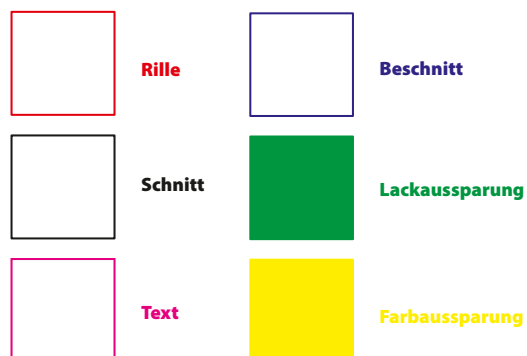 Rille
Beschnitt
Schnitt
Lackaussparung
Text
Farbaussparung